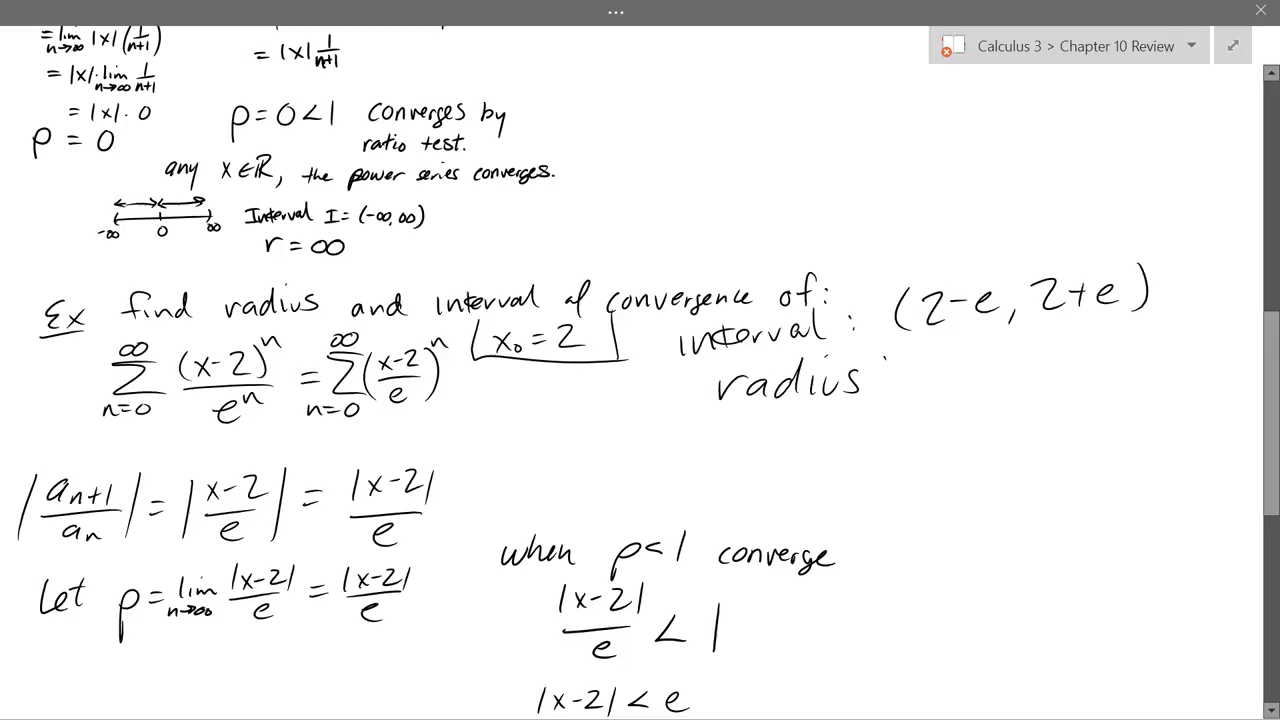 Calculus 3 > Chapter 10 Review
= lim n→∞ |x| (1/(n+1))
= |x| · lim n→∞ 1/(n+1)
= |x| · 0
ρ = 0
= |x| 1/(n+1)
ρ = 0 < 1 converges by
ratio test.
any x ∈ ℝ, the power series converges.
-∞ 0 ∞
Interval I = (-∞, ∞)
r = ∞
Ex find radius and interval of convergence of:
∞ Σ n=0 (x-2)^n / e^n = ∞ Σ n=0 ((x-2)/e)^n
x₀ = 2
interval: (2-e, 2+e)
radius
|a_{n+1}/a_n| = |(x-2)/e| = |x-2|/e
Let ρ = lim n→∞ |x-2|/e = |x-2|/e
when ρ < 1 converge
|x-2|/e < 1
|x-2| < e